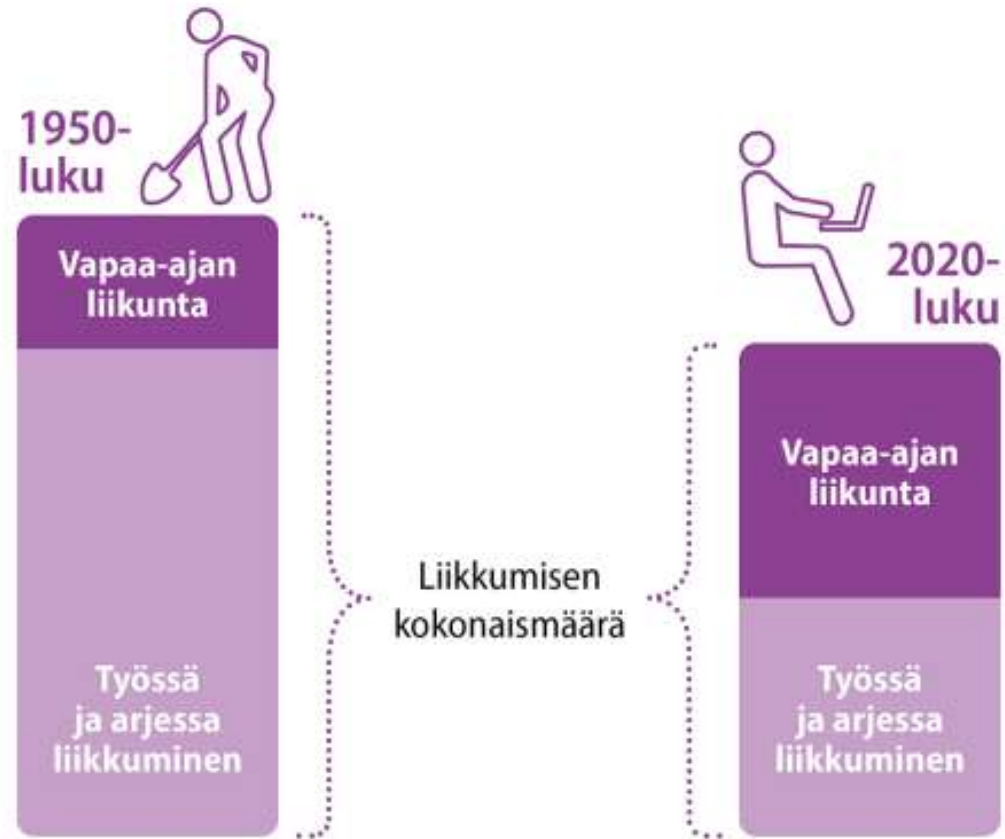 1950-
luku
Vapaa-ajan
liikunta
Työssä
ja arjessa
liikkuminen
Liikkumisen
kokonaismäärä
2020-
luku
Vapaa-ajan
liikunta
Työssä
ja arjessa
liikkuminen